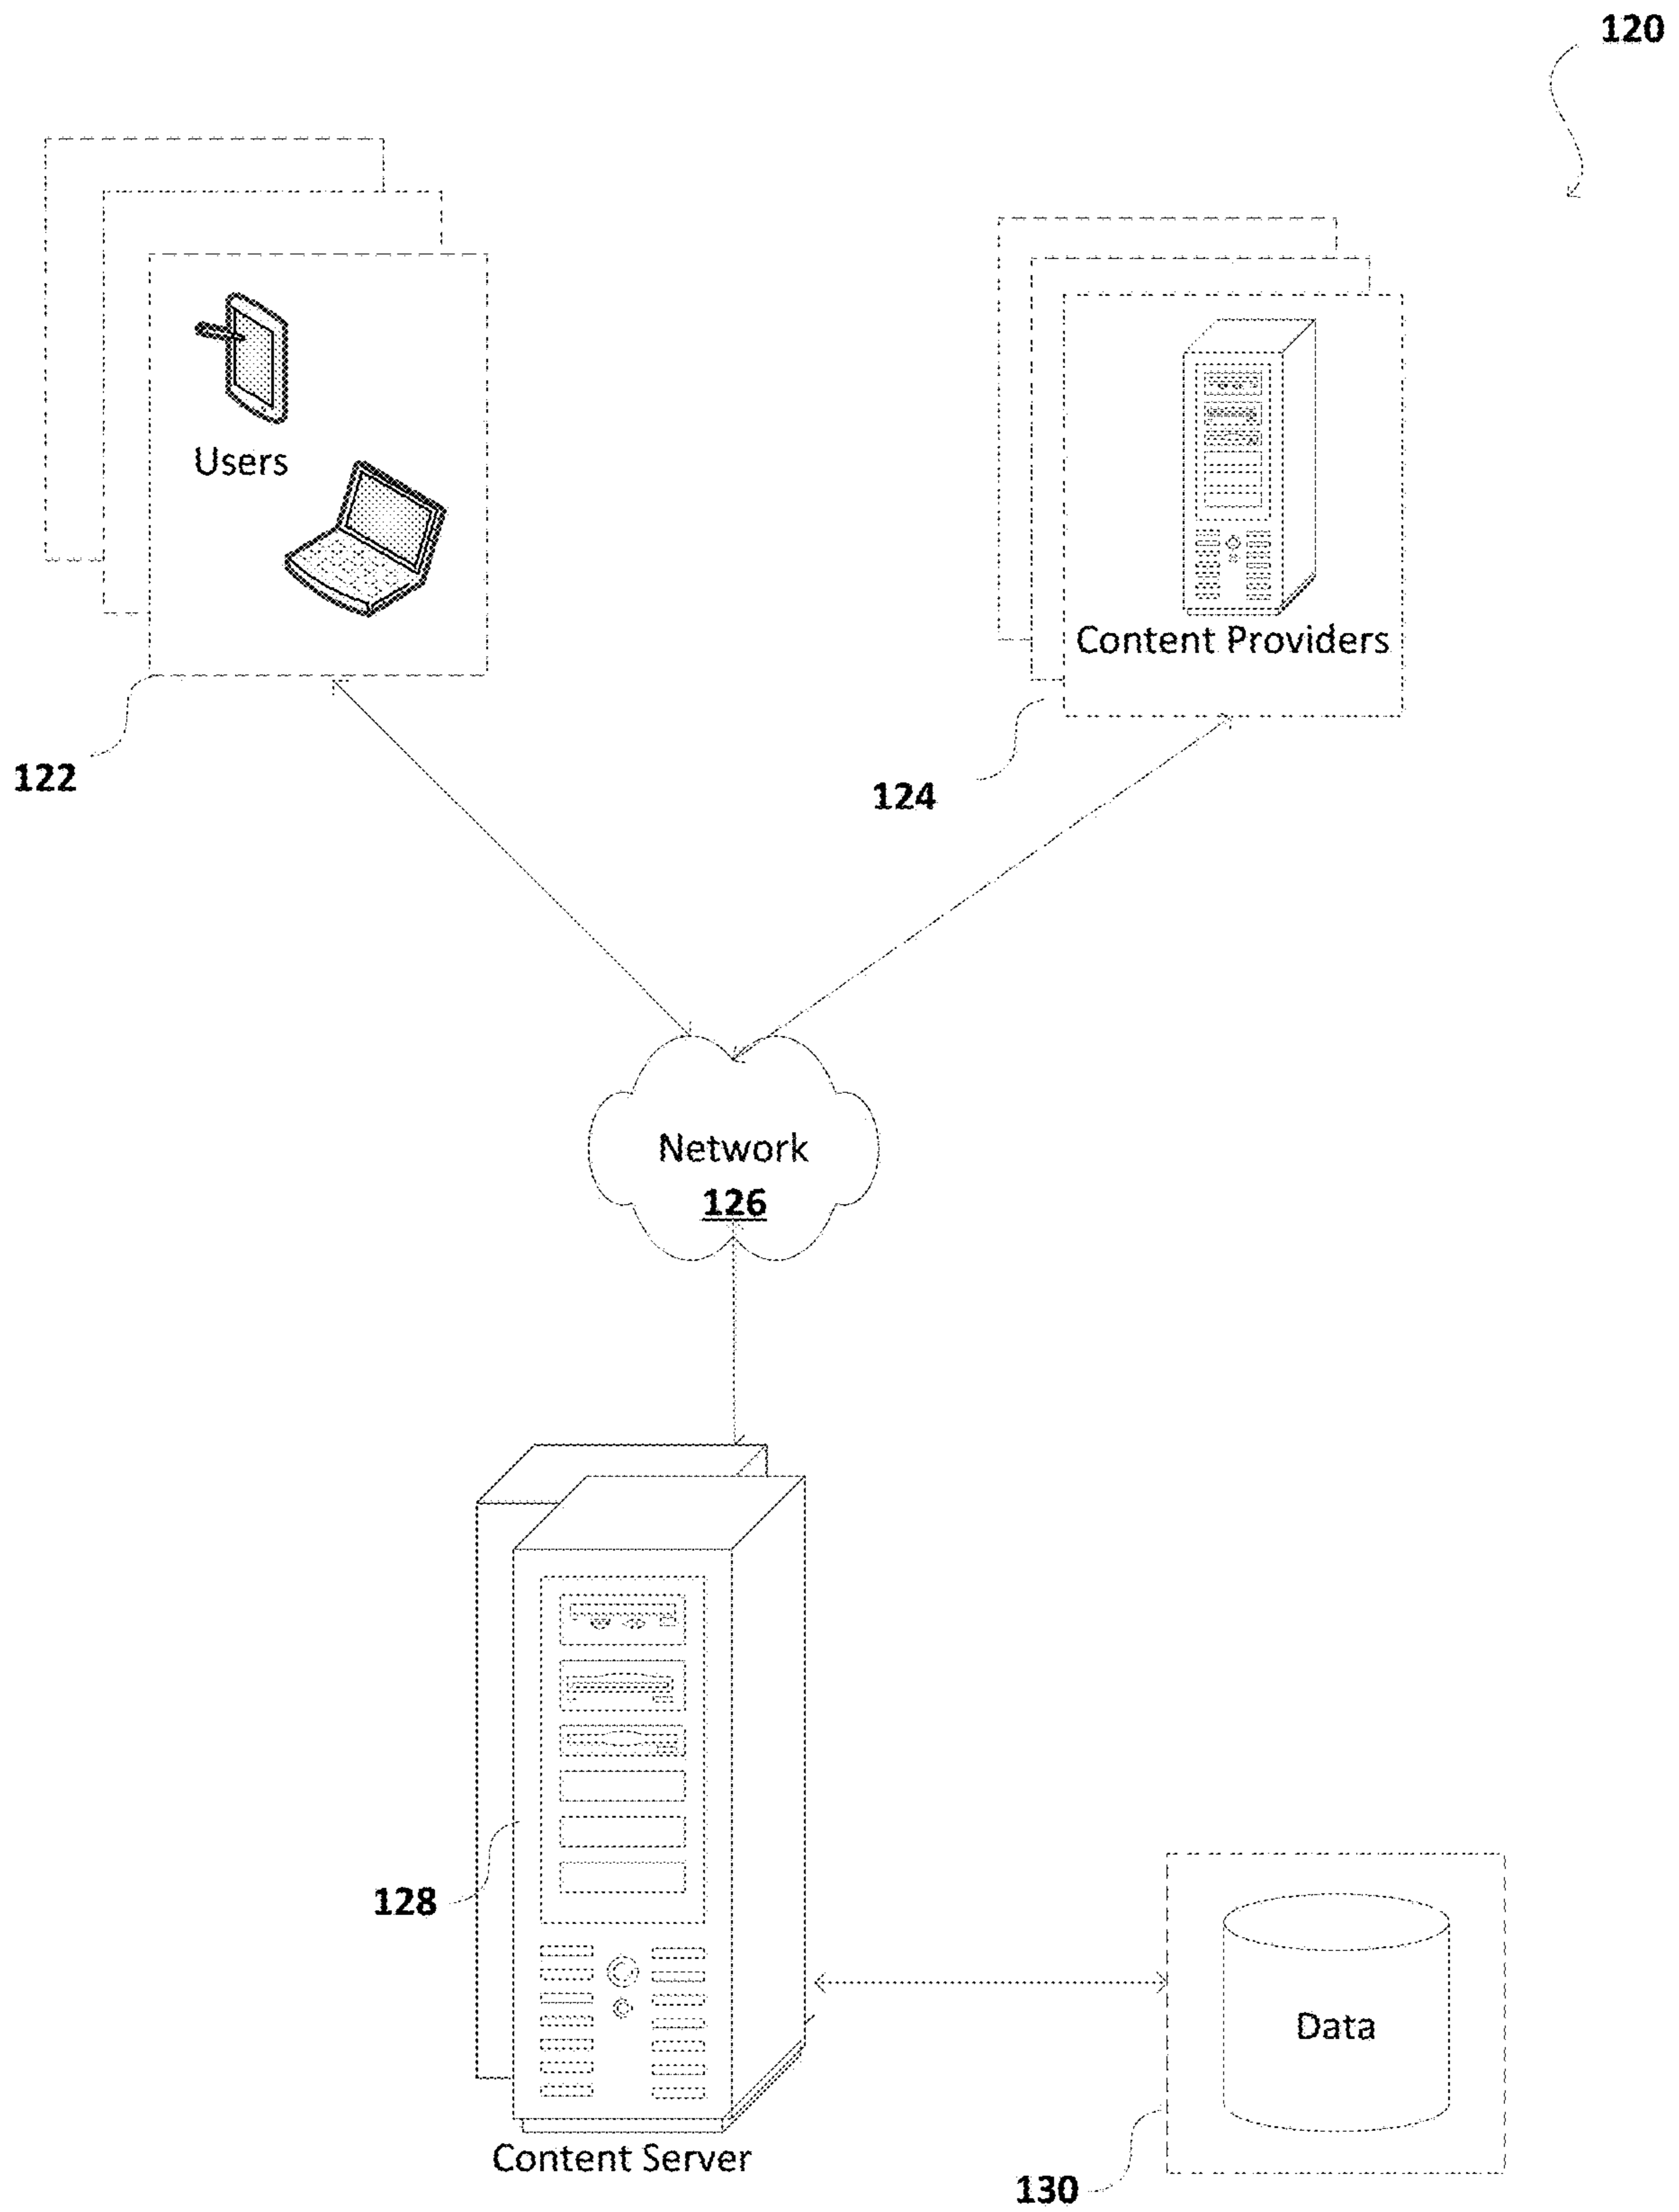 120
Users
Content Providers
122
124
Network
126
128
Data
Content Server
130